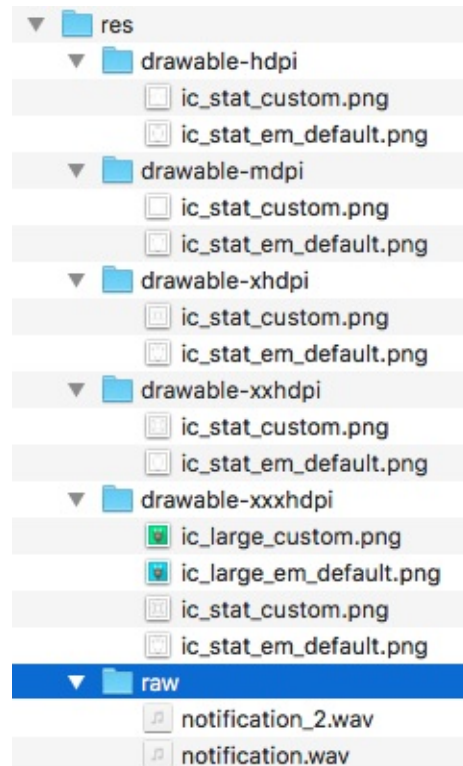 res
drawable-hdpi
ic_stat_custom.png
ic_stat_em_default.png
drawable-mdpi
ic_stat_custom.png
ic_stat_em_default.png
drawable-xhdpi
ic_stat_custom.png
ic_stat_em_default.png
drawable-xxhdpi
ic_stat_custom.png
ic_stat_em_default.png
drawable-xxxhdpi
ic_large_custom.png
ic_large_em_default.png
ic_stat_custom.png
ic_stat_em_default.png
raw
notification_2.wav
notification.wav